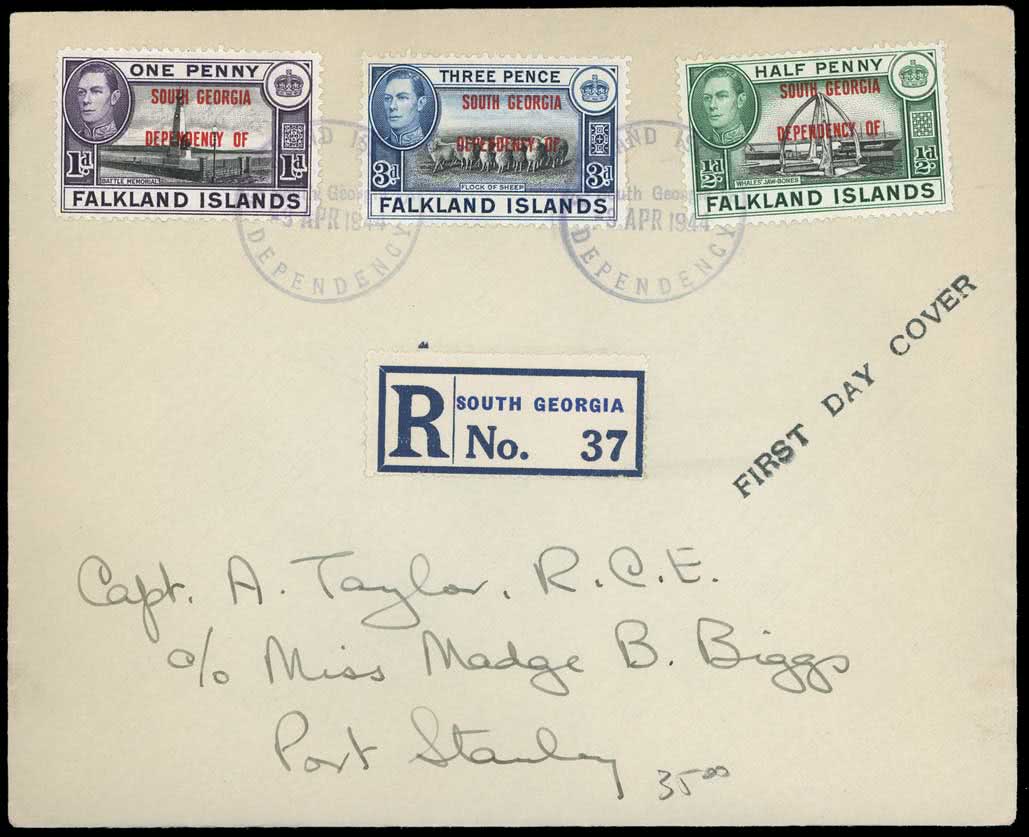 ONE PENNY
SOUTH GEORGIA
DEPENDENCY OF
1d 1d
BATTLE MEMORIAL
FALKLAND ISLANDS
THREE PENCE
SOUTH GEORGIA
DEPENDENCY OF
3d 3d
FLOCK OF SHEEP
FALKLAND ISLANDS
HALF PENNY
SOUTH GEORGIA
DEPENDENCY OF
½d ½d
WHALES' JAW-BONES
FALKLAND ISLANDS
APR 1944
DEPENDENCY
APR 1944
DEPENDENCY
FIRST DAY COVER
R SOUTH GEORGIA
No. 37
Capt. A. Taylor, R.C.E.
c/o Miss Madge B. Biggs
Port Stanley
35⁰⁰